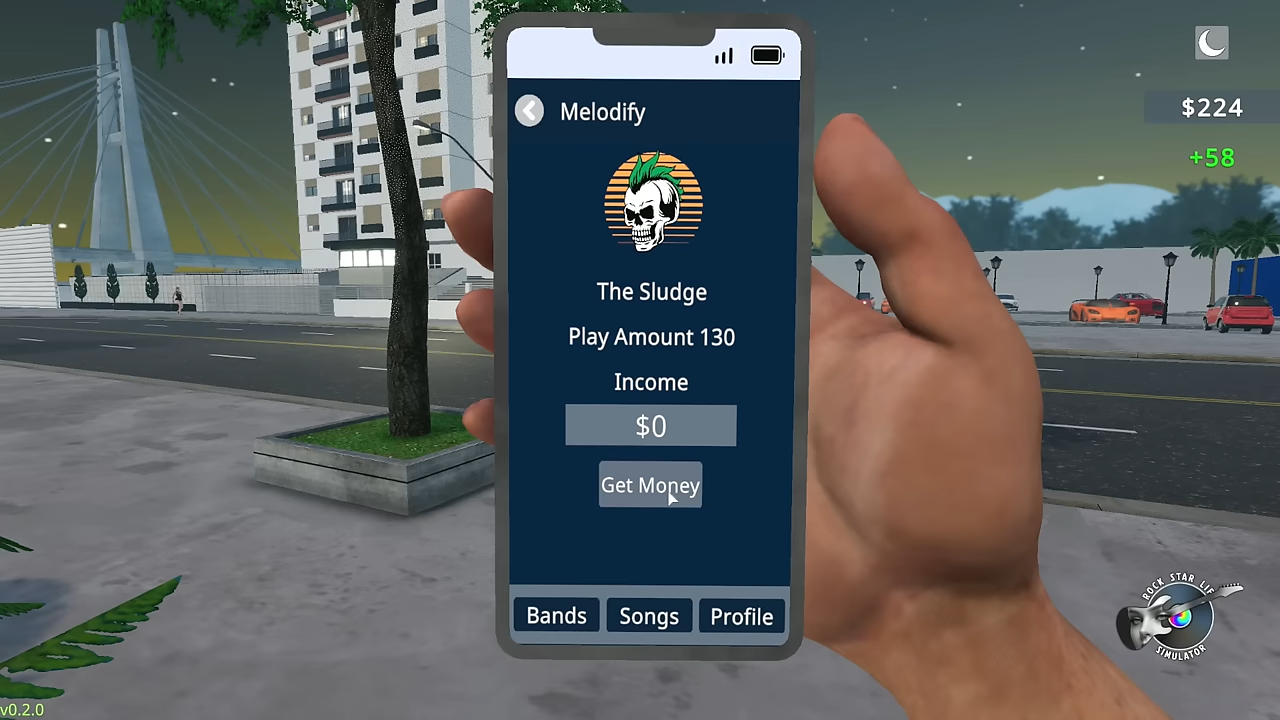 Melodify
$224
+58
The Sludge
Play Amount 130
Income
$0
Get Money
Bands
Songs
Profile
ROCK STAR LIF
SIMULATOR
v0.2.0